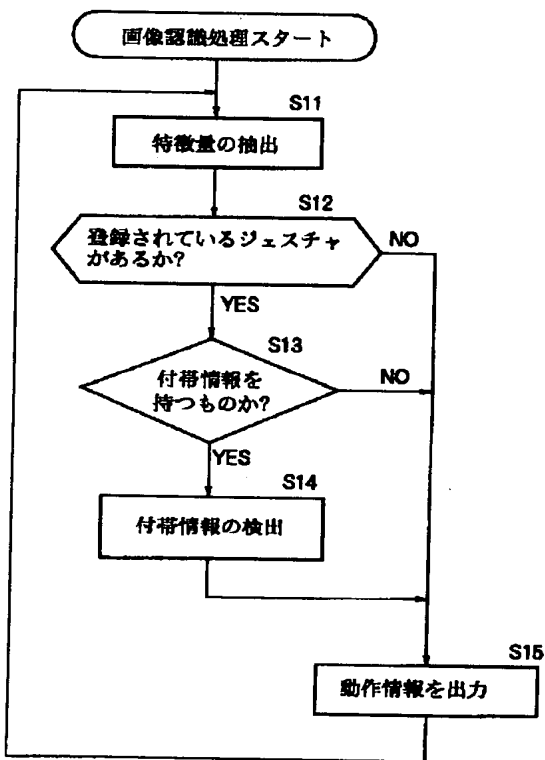 画像認識処理スタート
S11
特徴量の抽出
S12
登録されているジェスチャ
があるか?
NO
YES
S13
付帯情報を
持つものか?
NO
YES
S14
付帯情報の検出
S15
動作情報を出力